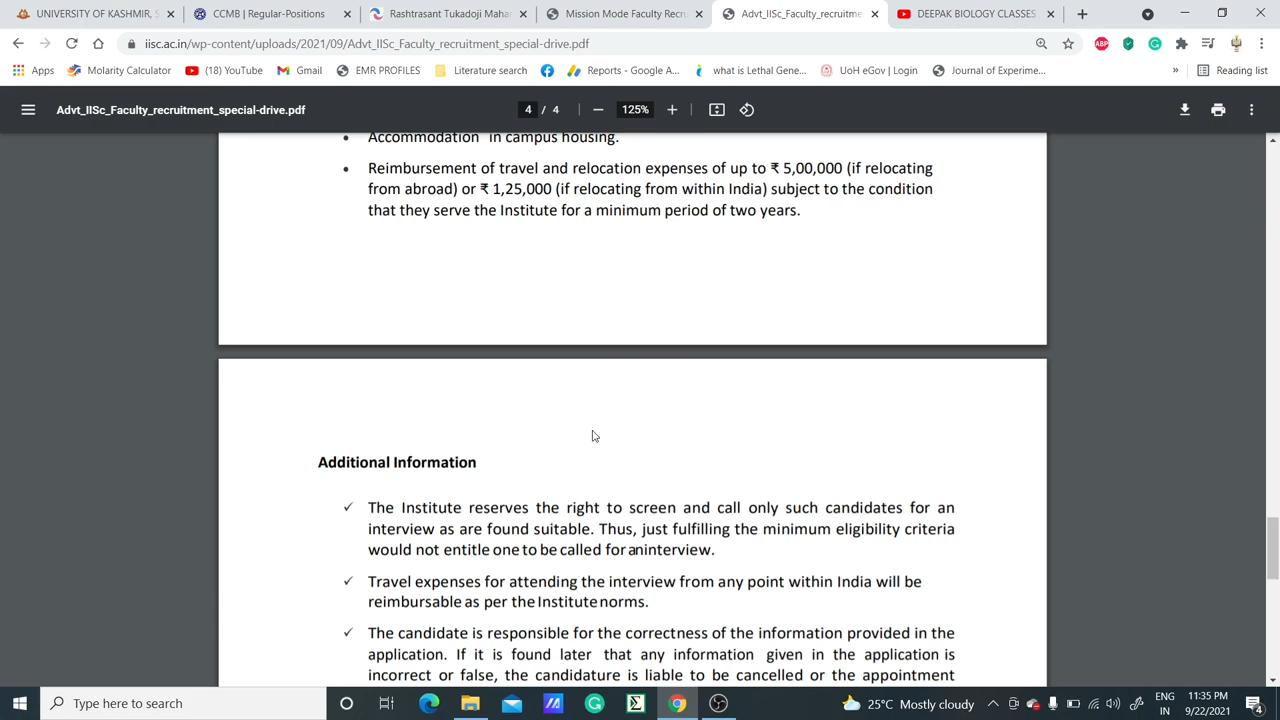 UNIVERSITY OF KASHMIR, S
CCMB | Regular-Positions
Rashtrasant Tukadoji Mahar
Mission Mode Faculty Recru
Advt_IISc_Faculty_recruitme
DEEPAK BIOLOGY CLASSES
iisc.ac.in/wp-content/uploads/2021/09/Advt_IISc_Faculty_recruitment_special-drive.pdf
Apps
Molarity Calculator
(18) YouTube
Gmail
EMR PROFILES
Literature search
Reports - Google A...
what is Lethal Gene...
UoH eGov | Login
Journal of Experime...
»
Reading list
Advt_IISc_Faculty_recruitment_special-drive.pdf
4 / 4
125%
• Accommodation in campus housing.
• Reimbursement of travel and relocation expenses of up to ₹ 5,00,000 (if relocating
from abroad) or ₹ 1,25,000 (if relocating from within India) subject to the condition
that they serve the Institute for a minimum period of two years.
Additional Information
✓ The Institute reserves the right to screen and call only such candidates for an
interview as are found suitable. Thus, just fulfilling the minimum eligibility criteria
would not entitle one to be called for aninterview.
✓ Travel expenses for attending the interview from any point within India will be
reimbursable as per the Institute norms.
✓ The candidate is responsible for the correctness of the information provided in the
application. If it is found later that any information given in the application is
incorrect or false, the candidature is liable to be cancelled or the appointment
Type here to search
25°C Mostly cloudy
ENG
IN
11:35 PM
9/22/2021
4